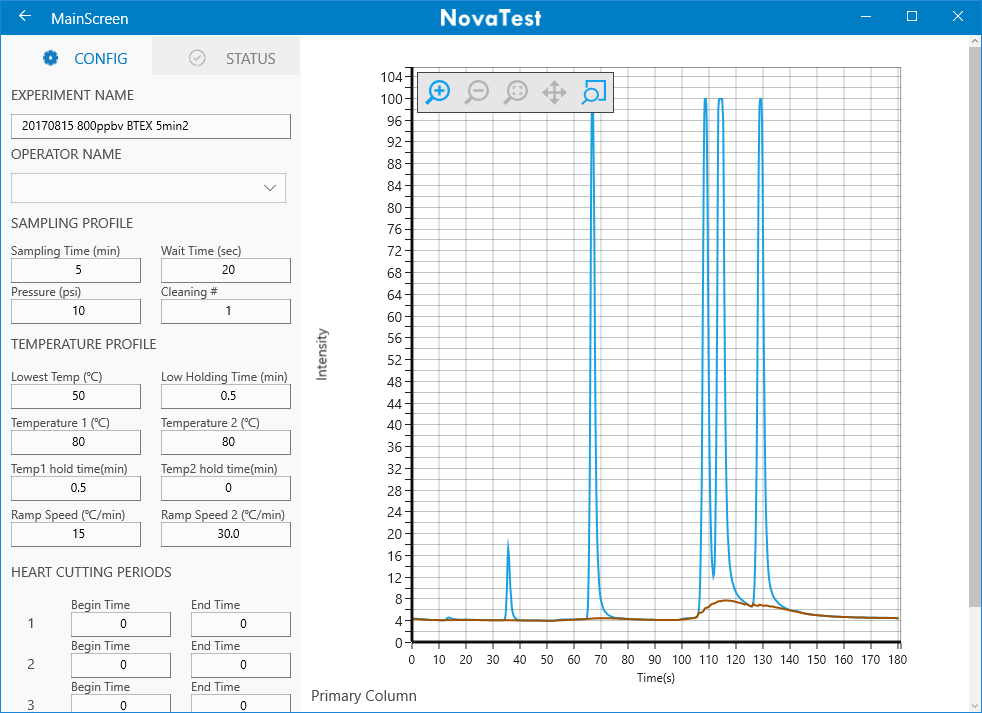 MainScreen
NovaTest
CONFIG
STATUS
EXPERIMENT NAME
20170815 800ppbv BTEX 5min2
OPERATOR NAME
SAMPLING PROFILE
Sampling Time (min) Wait Time (sec)
5 20
Pressure (psi) Cleaning #
10 1
TEMPERATURE PROFILE
Lowest Temp (℃) Low Holding Time (min)
50 0.5
Temperature 1 (℃) Temperature 2 (℃)
80 80
Temp1 hold time(min) Temp2 hold time(min)
0.5 0
Ramp Speed (℃/min) Ramp Speed 2 (℃/min)
15 30.0
HEART CUTTING PERIODS
Begin Time End Time
1 0 0
Begin Time End Time
2 0 0
Begin Time End Time
3 0 0
104
100
96
92
88
84
80
76
72
68
64
60
56
52
48
44
40
36
32
28
24
20
16
12
8
4
0
Intensity
0 10 20 30 40 50 60 70 80 90 100 110 120 130 140 150 160 170 180
Time(s)
Primary Column